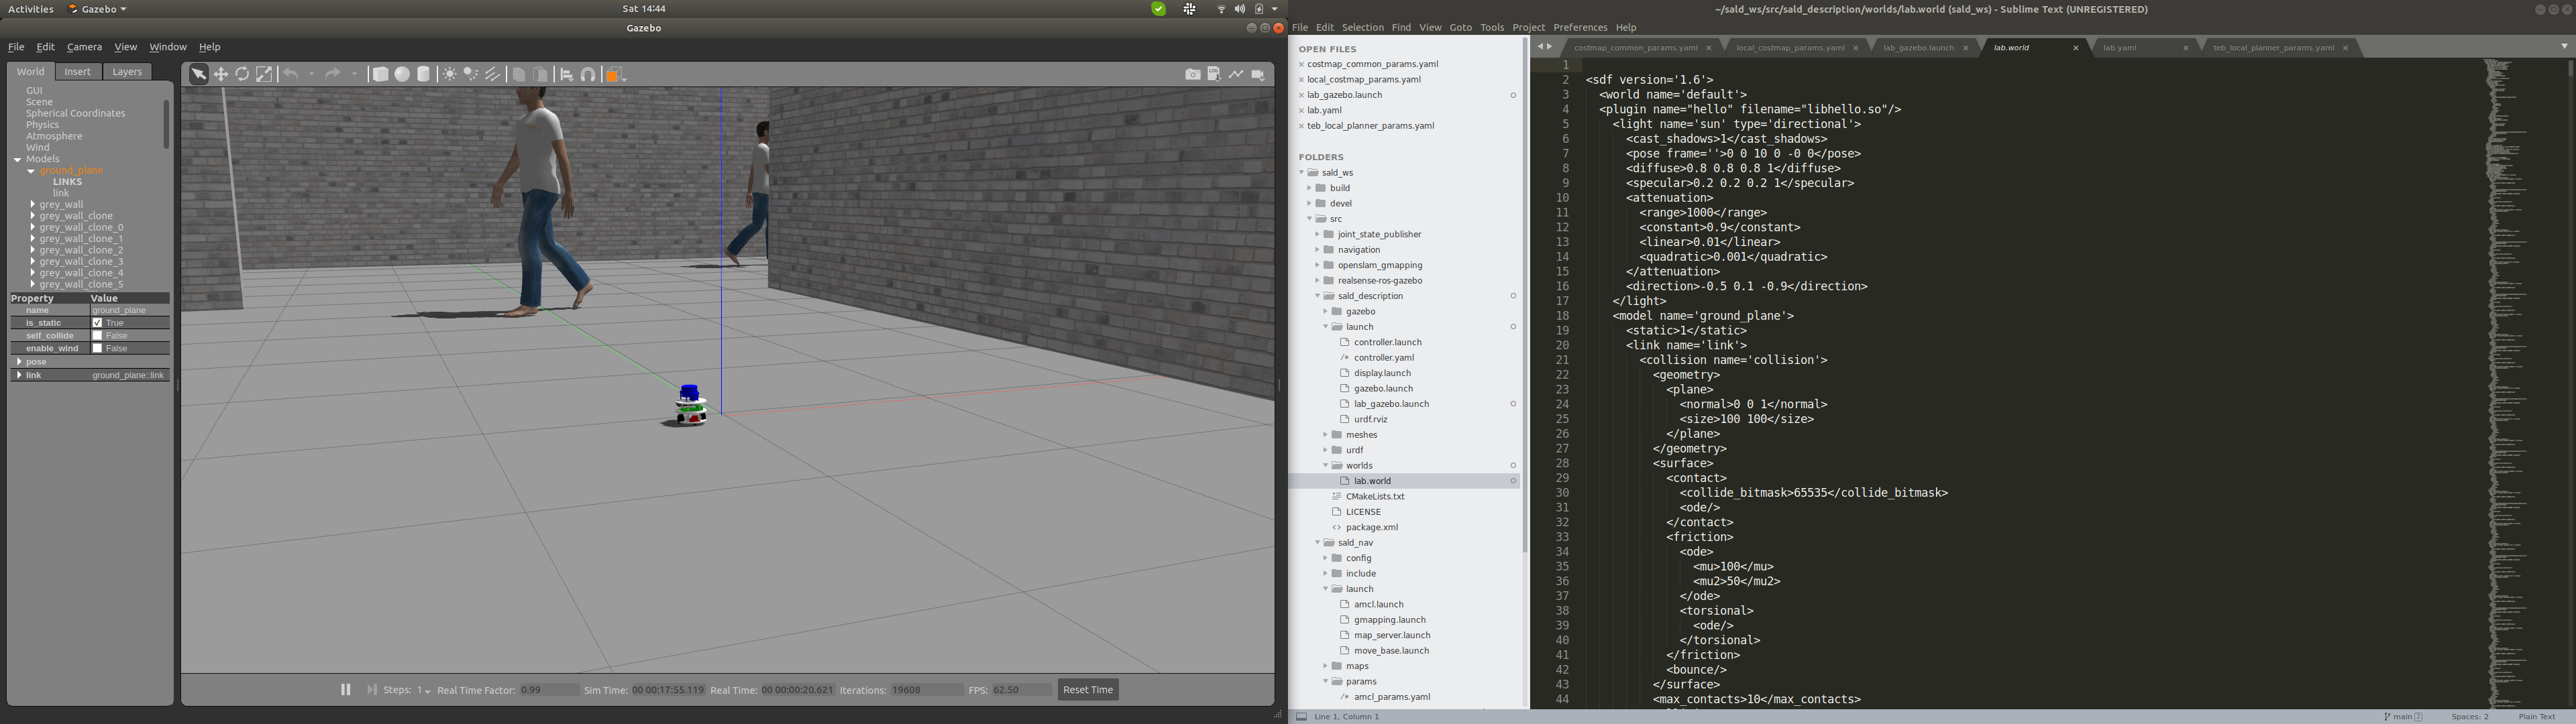 Activities Gazebo Sat 14:44
Gazebo
File Edit Camera View Window Help
World Insert Layers
GUI
Scene
Spherical Coordinates
Physics
Atmosphere
Wind
Models
ground_plane
LINKS
link
grey_wall
grey_wall_clone
grey_wall_clone_0
grey_wall_clone_1
grey_wall_clone_2
grey_wall_clone_3
grey_wall_clone_4
grey_wall_clone_5
Property Value
name ground_plane
is_static True
self_collide False
enable_wind False
pose
link ground_plane::link
Steps: 1 Real Time Factor: 0.99 Sim Time: 00 00:17:55.119 Real Time: 00 00:00:20.621 Iterations: 19608 FPS: 62.50 Reset Time
~/sald_ws/src/sald_description/worlds/lab.world (sald_ws) - Sublime Text (UNREGISTERED)
File Edit Selection Find View Goto Tools Project Preferences Help
OPEN FILES
costmap_common_params.yaml
local_costmap_params.yaml
lab_gazebo.launch
lab.yaml
teb_local_planner_params.yaml
FOLDERS
sald_ws
build
devel
src
joint_state_publisher
navigation
openslam_gmapping
realsense-ros-gazebo
sald_description
gazebo
launch
controller.launch
controller.yaml
display.launch
gazebo.launch
lab_gazebo.launch
urdf.rviz
meshes
urdf
worlds
lab.world
CMakeLists.txt
LICENSE
package.xml
sald_nav
config
include
launch
amcl.launch
gmapping.launch
map_server.launch
move_base.launch
maps
params
amcl_params.yaml
costmap_common_params.yaml local_costmap_params.yaml lab_gazebo.launch lab.world lab.yaml teb_local_planner_params.yaml
1
2 <sdf version='1.6'>
3 <world name='default'>
4 <plugin name="hello" filename="libhello.so"/>
5 <light name='sun' type='directional'>
6 <cast_shadows>1</cast_shadows>
7 <pose frame=''>0 0 10 0 -0 0</pose>
8 <diffuse>0.8 0.8 0.8 1</diffuse>
9 <specular>0.2 0.2 0.2 1</specular>
10 <attenuation>
11 <range>1000</range>
12 <constant>0.9</constant>
13 <linear>0.01</linear>
14 <quadratic>0.001</quadratic>
15 </attenuation>
16 <direction>-0.5 0.1 -0.9</direction>
17 </light>
18 <model name='ground_plane'>
19 <static>1</static>
20 <link name='link'>
21 <collision name='collision'>
22 <geometry>
23 <plane>
24 <normal>0 0 1</normal>
25 <size>100 100</size>
26 </plane>
27 </geometry>
28 <surface>
29 <contact>
30 <collide_bitmask>65535</collide_bitmask>
31 <ode/>
32 </contact>
33 <friction>
34 <ode>
35 <mu>100</mu>
36 <mu2>50</mu2>
37 </ode>
38 <torsional>
39 <ode/>
40 </torsional>
41 </friction>
42 <bounce/>
43 </surface>
44 <max_contacts>10</max_contacts>
Line 1, Column 1 main 2 Spaces: 2 Plain Text